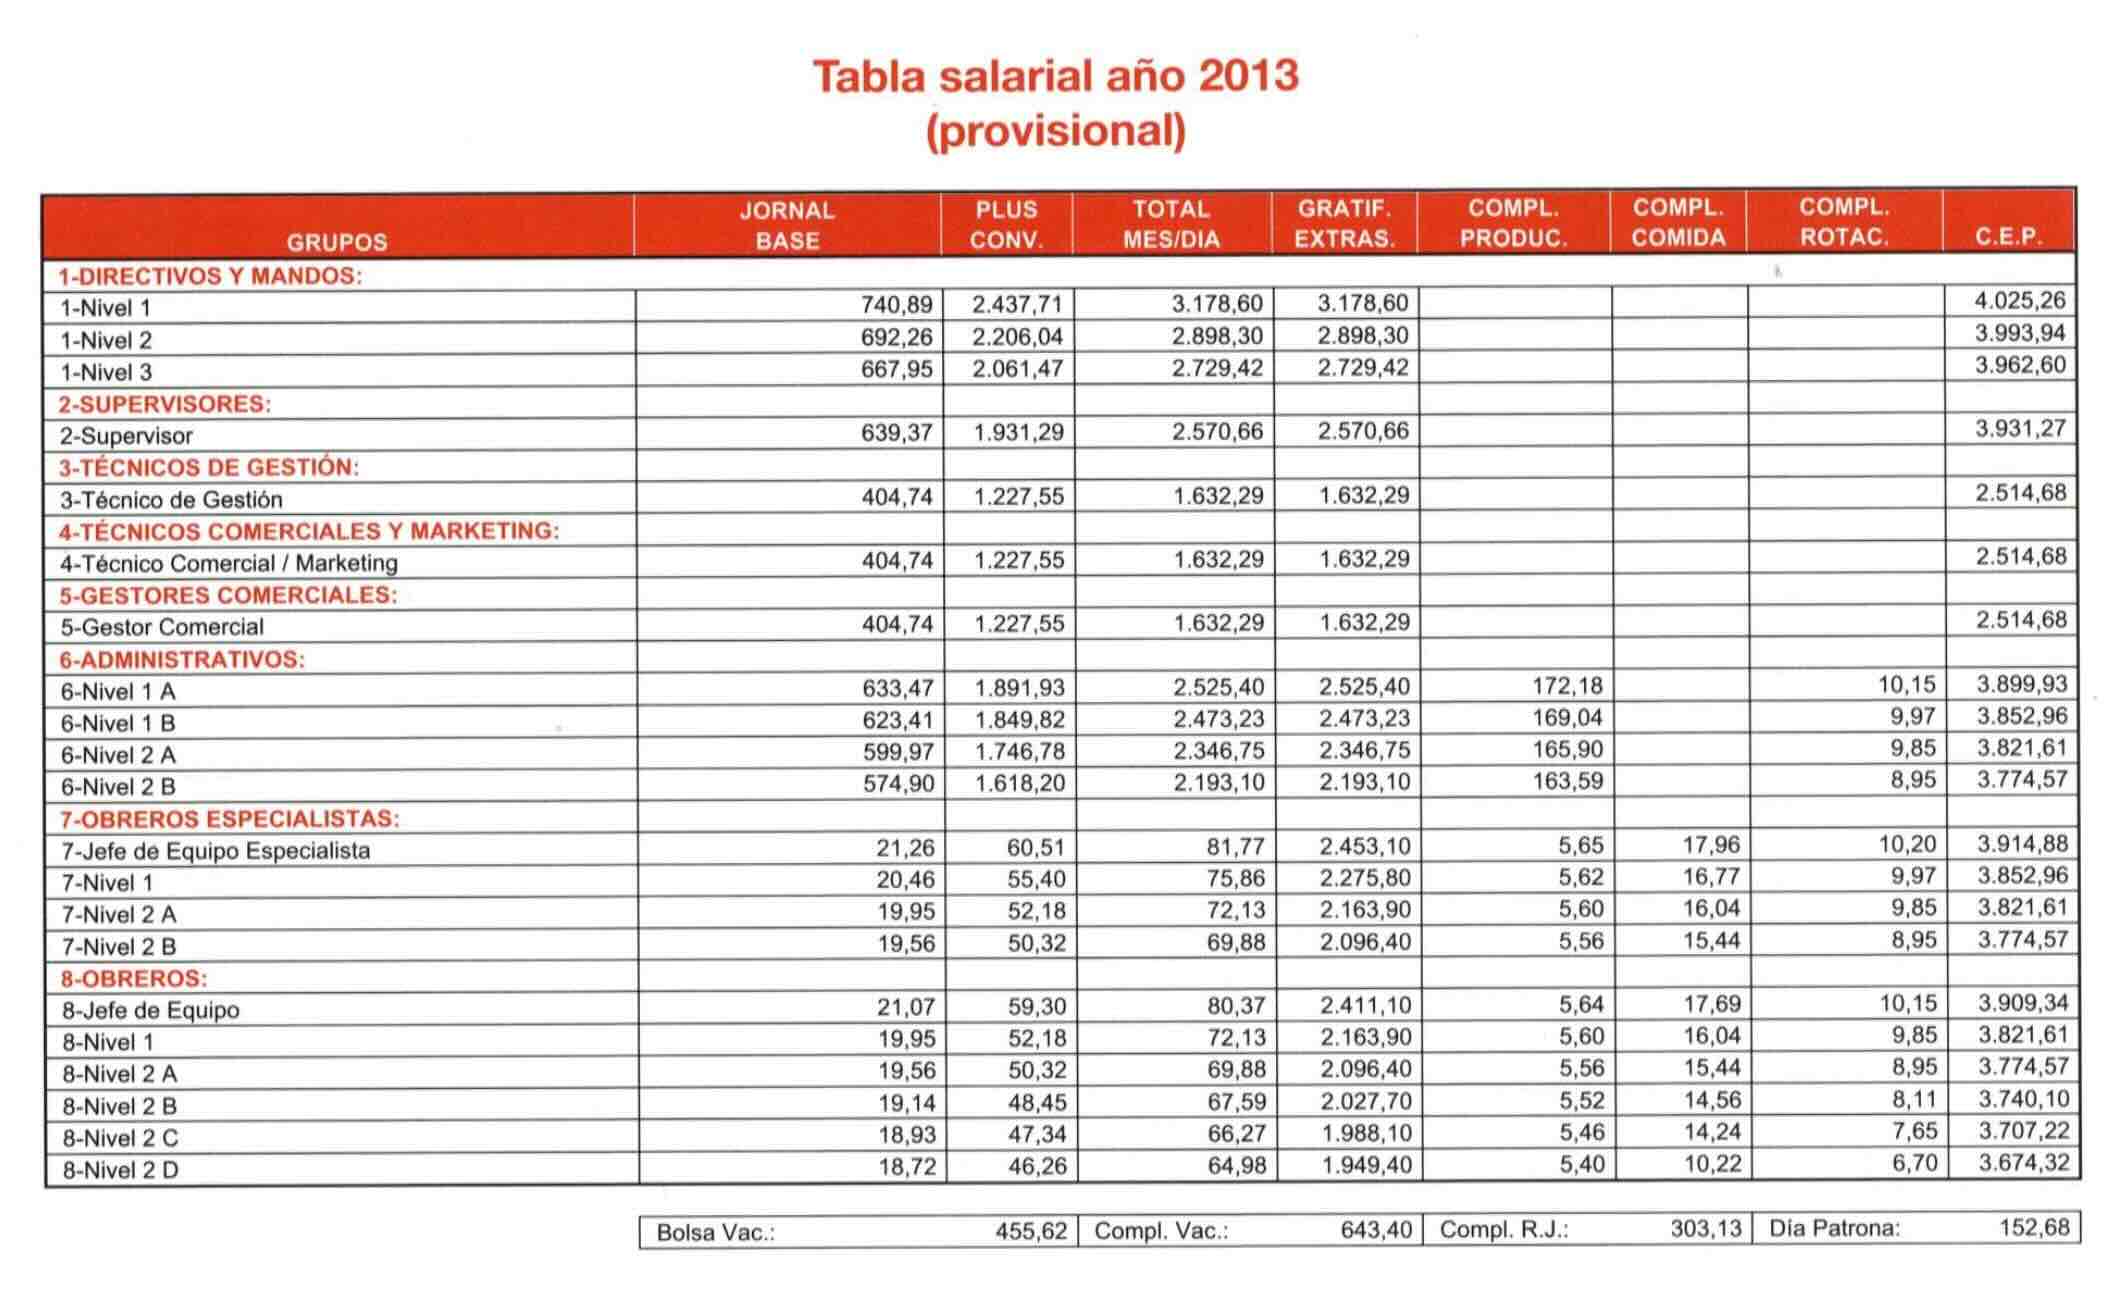 Tabla salarial año 2013
(provisional)
GRUPOS JORNAL BASE PLUS CONV. TOTAL MES/DIA GRATIF. EXTRAS. COMPL. PRODUC. COMPL. COMIDA COMPL. ROTAC. C.E.P.
1-DIRECTIVOS Y MANDOS:
1-Nivel 1 740,89 2.437,71 3.178,60 3.178,60 4.025,26
1-Nivel 2 692,26 2.206,04 2.898,30 2.898,30 3.993,94
1-Nivel 3 667,95 2.061,47 2.729,42 2.729,42 3.962,60
2-SUPERVISORES:
2-Supervisor 639,37 1.931,29 2.570,66 2.570,66 3.931,27
3-TÉCNICOS DE GESTIÓN:
3-Técnico de Gestión 404,74 1.227,55 1.632,29 1.632,29 2.514,68
4-TÉCNICOS COMERCIALES Y MARKETING:
4-Técnico Comercial / Marketing 404,74 1.227,55 1.632,29 1.632,29 2.514,68
5-GESTORES COMERCIALES:
5-Gestor Comercial 404,74 1.227,55 1.632,29 1.632,29 2.514,68
6-ADMINISTRATIVOS:
6-Nivel 1 A 633,47 1.891,93 2.525,40 2.525,40 172,18 10,15 3.899,93
6-Nivel 1 B 623,41 1.849,82 2.473,23 2.473,23 169,04 9,97 3.852,96
6-Nivel 2 A 599,97 1.746,78 2.346,75 2.346,75 165,90 9,85 3.821,61
6-Nivel 2 B 574,90 1.618,20 2.193,10 2.193,10 163,59 8,95 3.774,57
7-OBREROS ESPECIALISTAS:
7-Jefe de Equipo Especialista 21,26 60,51 81,77 2.453,10 5,65 17,96 10,20 3.914,88
7-Nivel 1 20,46 55,40 75,86 2.275,80 5,62 16,77 9,97 3.852,96
7-Nivel 2 A 19,95 52,18 72,13 2.163,90 5,60 16,04 9,85 3.821,61
7-Nivel 2 B 19,56 50,32 69,88 2.096,40 5,56 15,44 8,95 3.774,57
8-OBREROS:
8-Jefe de Equipo 21,07 59,30 80,37 2.411,10 5,64 17,69 10,15 3.909,34
8-Nivel 1 19,95 52,18 72,13 2.163,90 5,60 16,04 9,85 3.821,61
8-Nivel 2 A 19,56 50,32 69,88 2.096,40 5,56 15,44 8,95 3.774,57
8-Nivel 2 B 19,14 48,45 67,59 2.027,70 5,52 14,56 8,11 3.740,10
8-Nivel 2 C 18,93 47,34 66,27 1.988,10 5,46 14,24 7,65 3.707,22
8-Nivel 2 D 18,72 46,26 64,98 1.949,40 5,40 10,22 6,70 3.674,32
Bolsa Vac.: 455,62 Compl. Vac.: 643,40 Compl. R.J.: 303,13 Día Patrona: 152,68